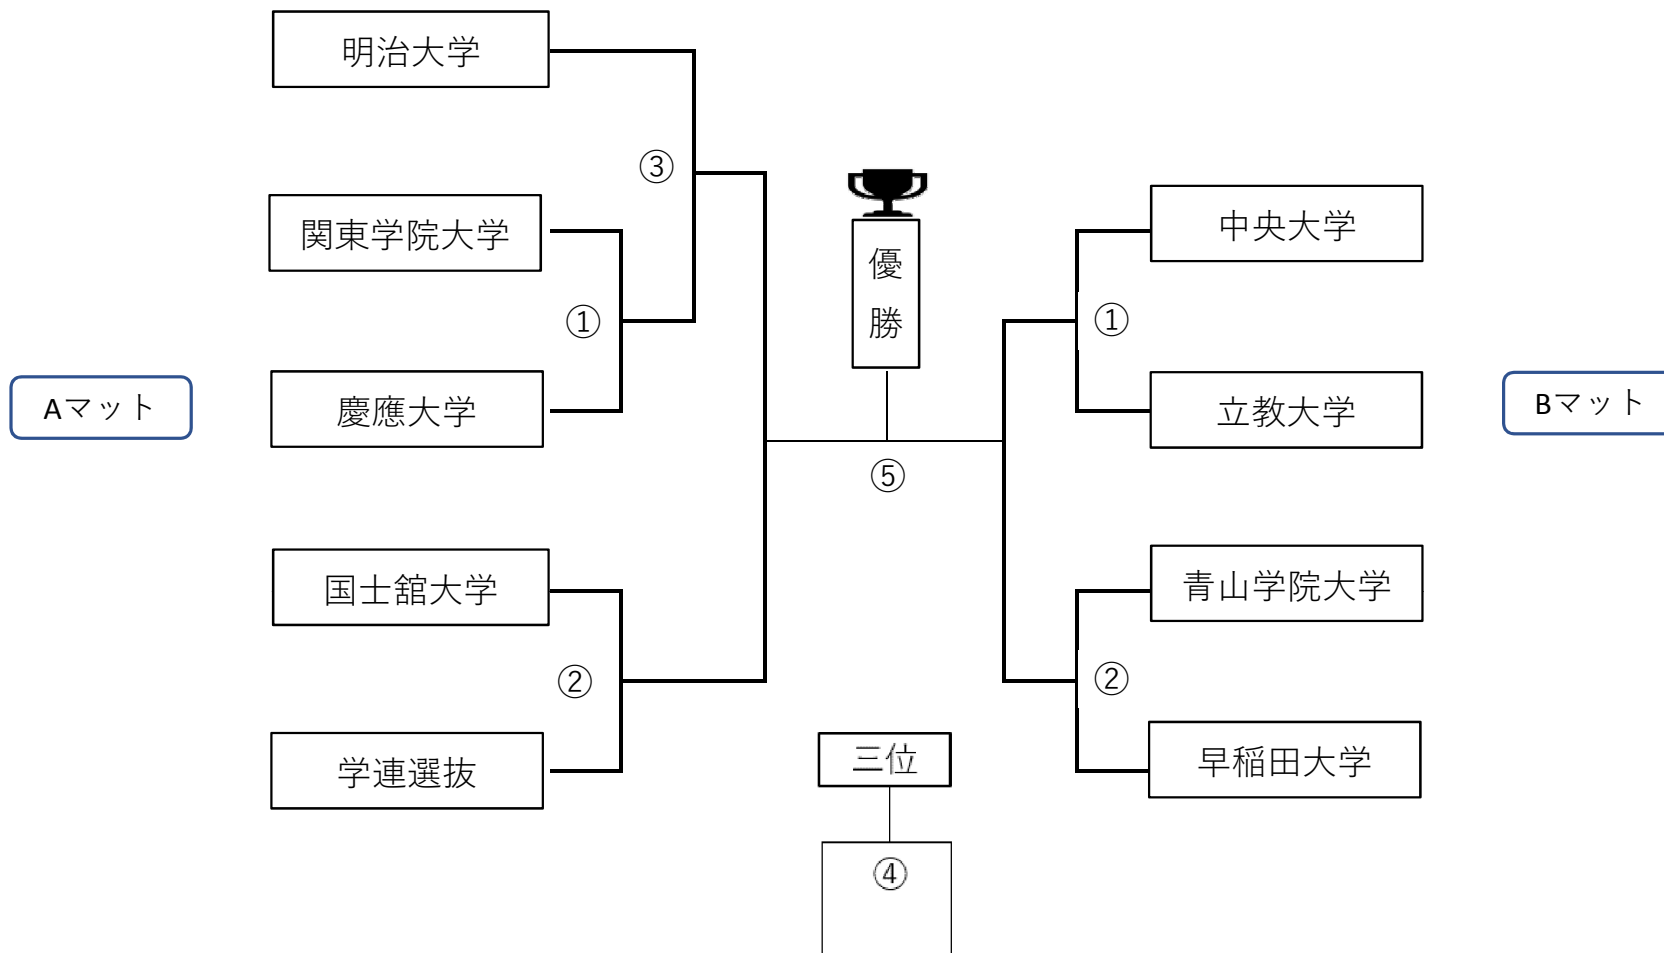 明治大学
③
関東学院大学
①
慶應大学
Aマット
国士舘大学
②
学連選抜
優
勝
⑤
三位
④
中央大学
①
立教大学
Bマット
青山学院大学
②
早稲田大学